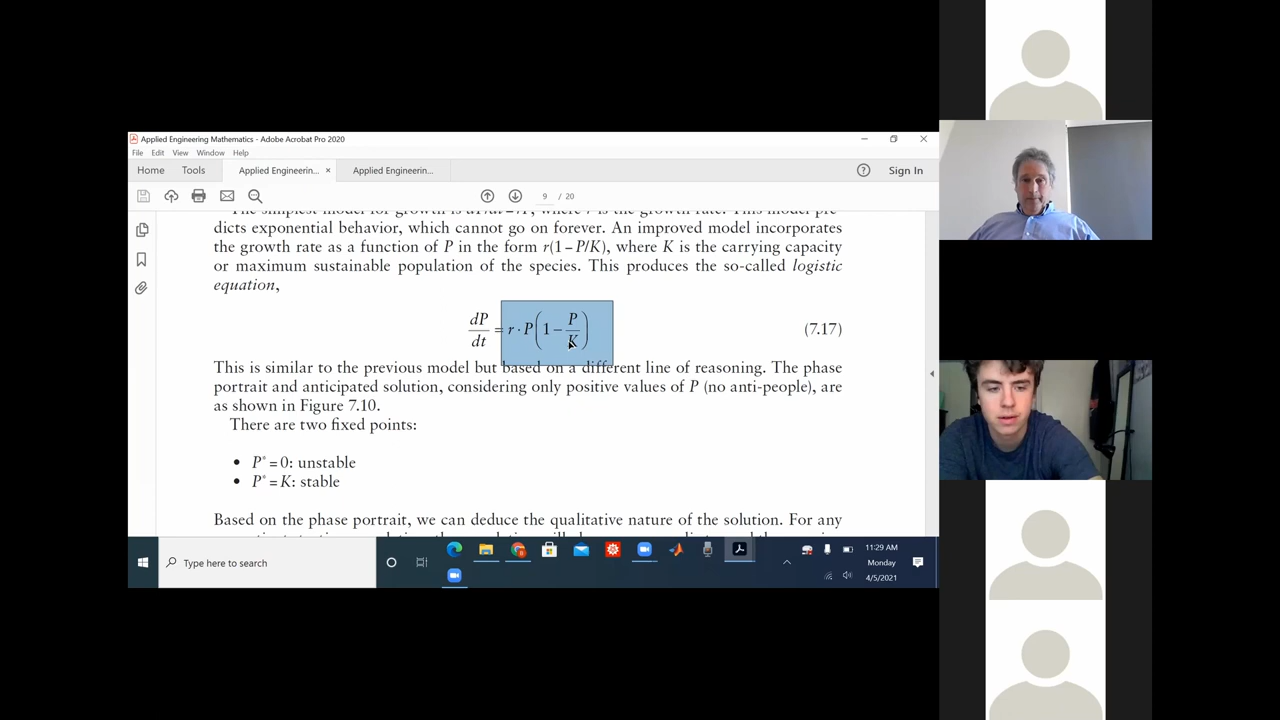 Applied Engineering Mathematics - Adobe Acrobat Pro 2020
File Edit View Window Help
Home Tools Applied Engineerin... × Applied Engineerin... Sign In
9 / 20
dicts exponential behavior, which cannot go on forever. An improved model incorporates
the growth rate as a function of P in the form r(1 – P/K), where K is the carrying capacity
or maximum sustainable population of the species. This produces the so-called logistic
equation,
dP/dt = r · P(1 − P/K) (7.17)
This is similar to the previous model but based on a different line of reasoning. The phase
portrait and anticipated solution, considering only positive values of P (no anti-people), are
as shown in Figure 7.10.
There are two fixed points:
• P* = 0: unstable
• P* = K: stable
Based on the phase portrait, we can deduce the qualitative nature of the solution. For any
Type here to search
11:29 AM
Monday
4/5/2021